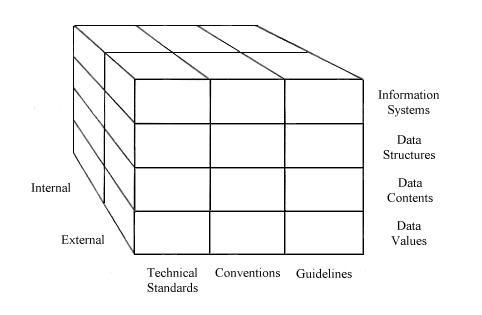 Information
Systems
Data
Structures
Data
Contents
Data
Values
Internal
External
Technical
Standards
Conventions
Guidelines